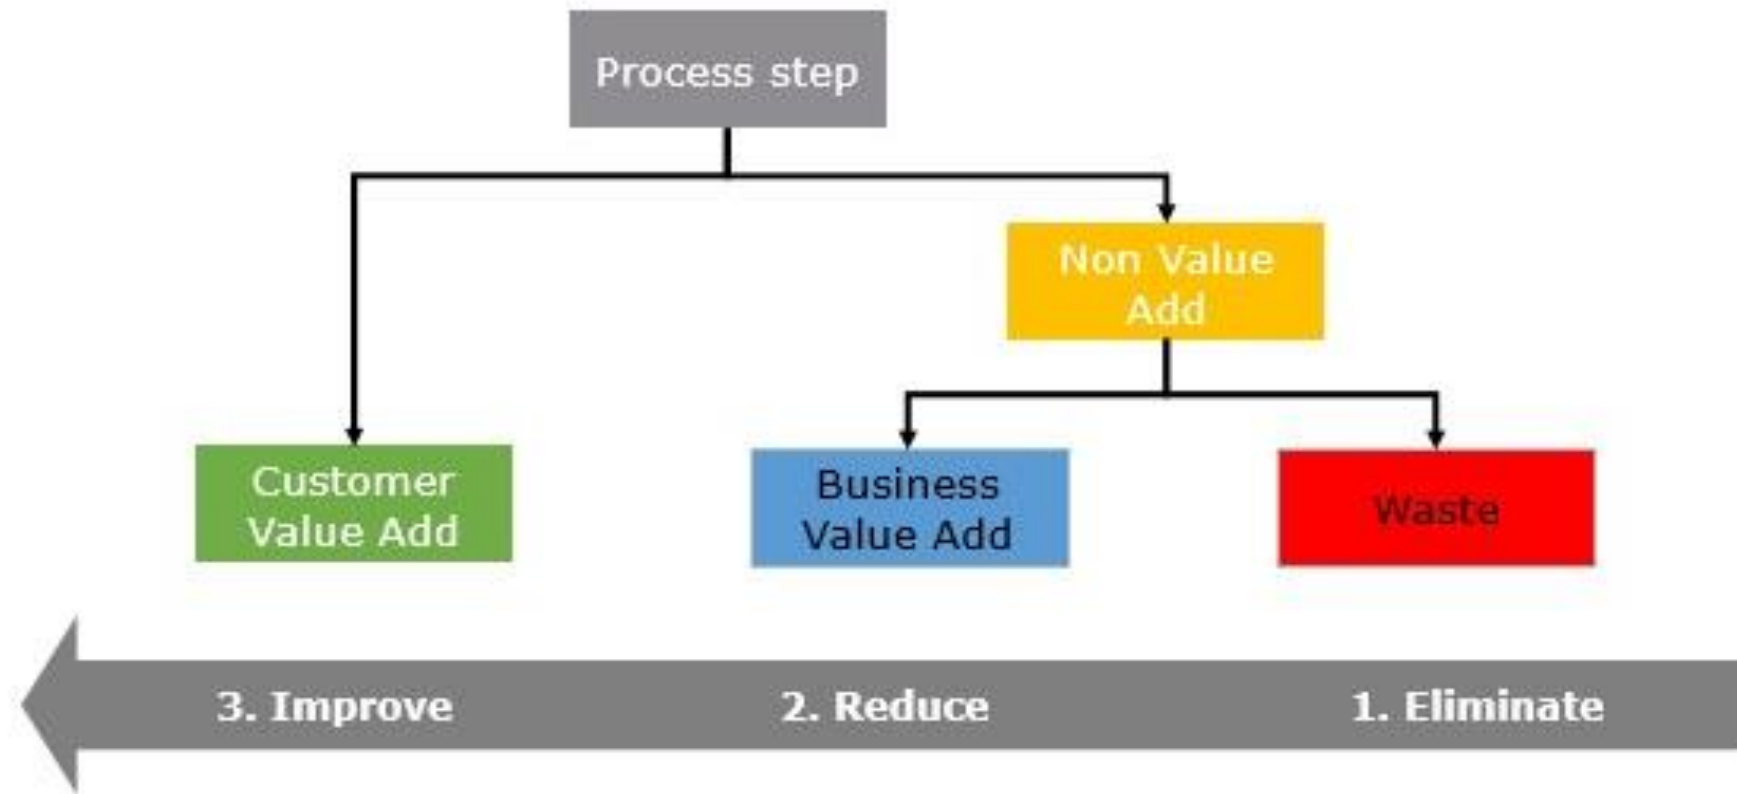 Process step
Non Value
Add
Customer
Value Add
Business
Value Add
Waste
3. Improve
2. Reduce
1. Eliminate